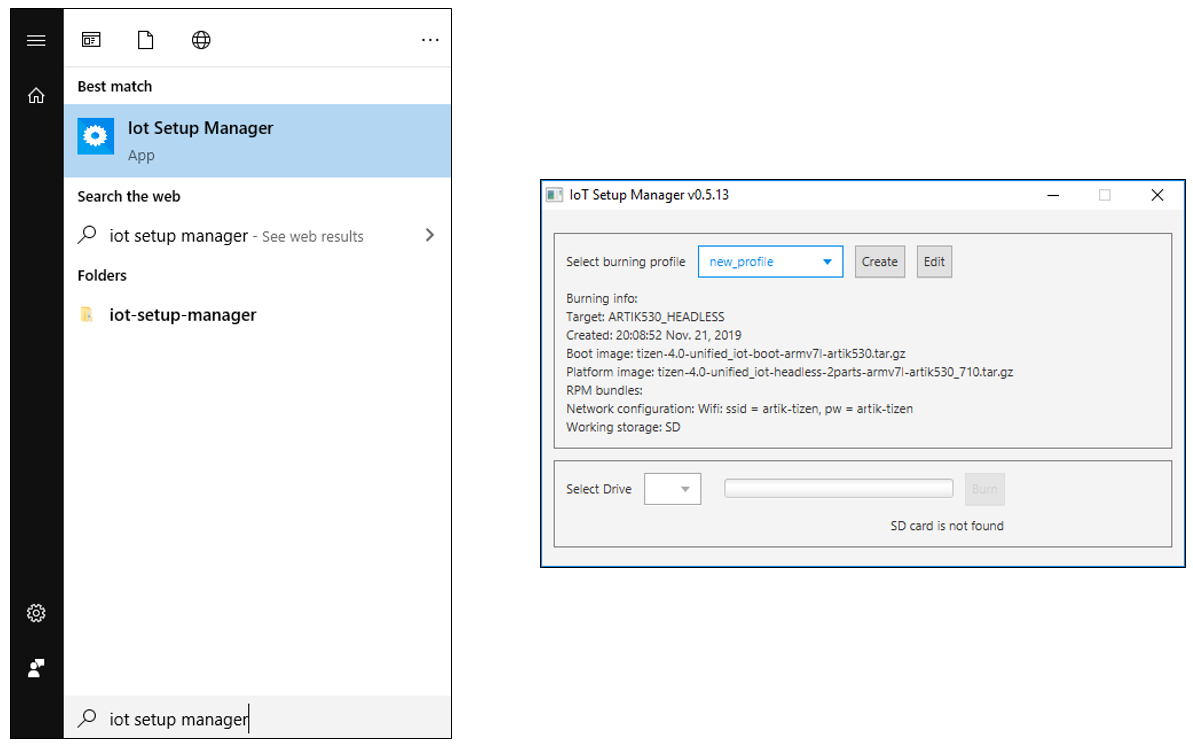 Best match
Iot Setup Manager
App
Search the web
iot setup manager - See web results
Folders
iot-setup-manager
iot setup manager
IoT Setup Manager v0.5.13
Select burning profile new_profile Create Edit
Burning info:
Target: ARTIK530_HEADLESS
Created: 20:08:52 Nov. 21, 2019
Boot image: tizen-4.0-unified_iot-boot-armv7l-artik530.tar.gz
Platform image: tizen-4.0-unified_iot-headless-2parts-armv7l-artik530_710.tar.gz
RPM bundles:
Network configuration: Wifi: ssid = artik-tizen, pw = artik-tizen
Working storage: SD
Select Drive Burn
SD card is not found